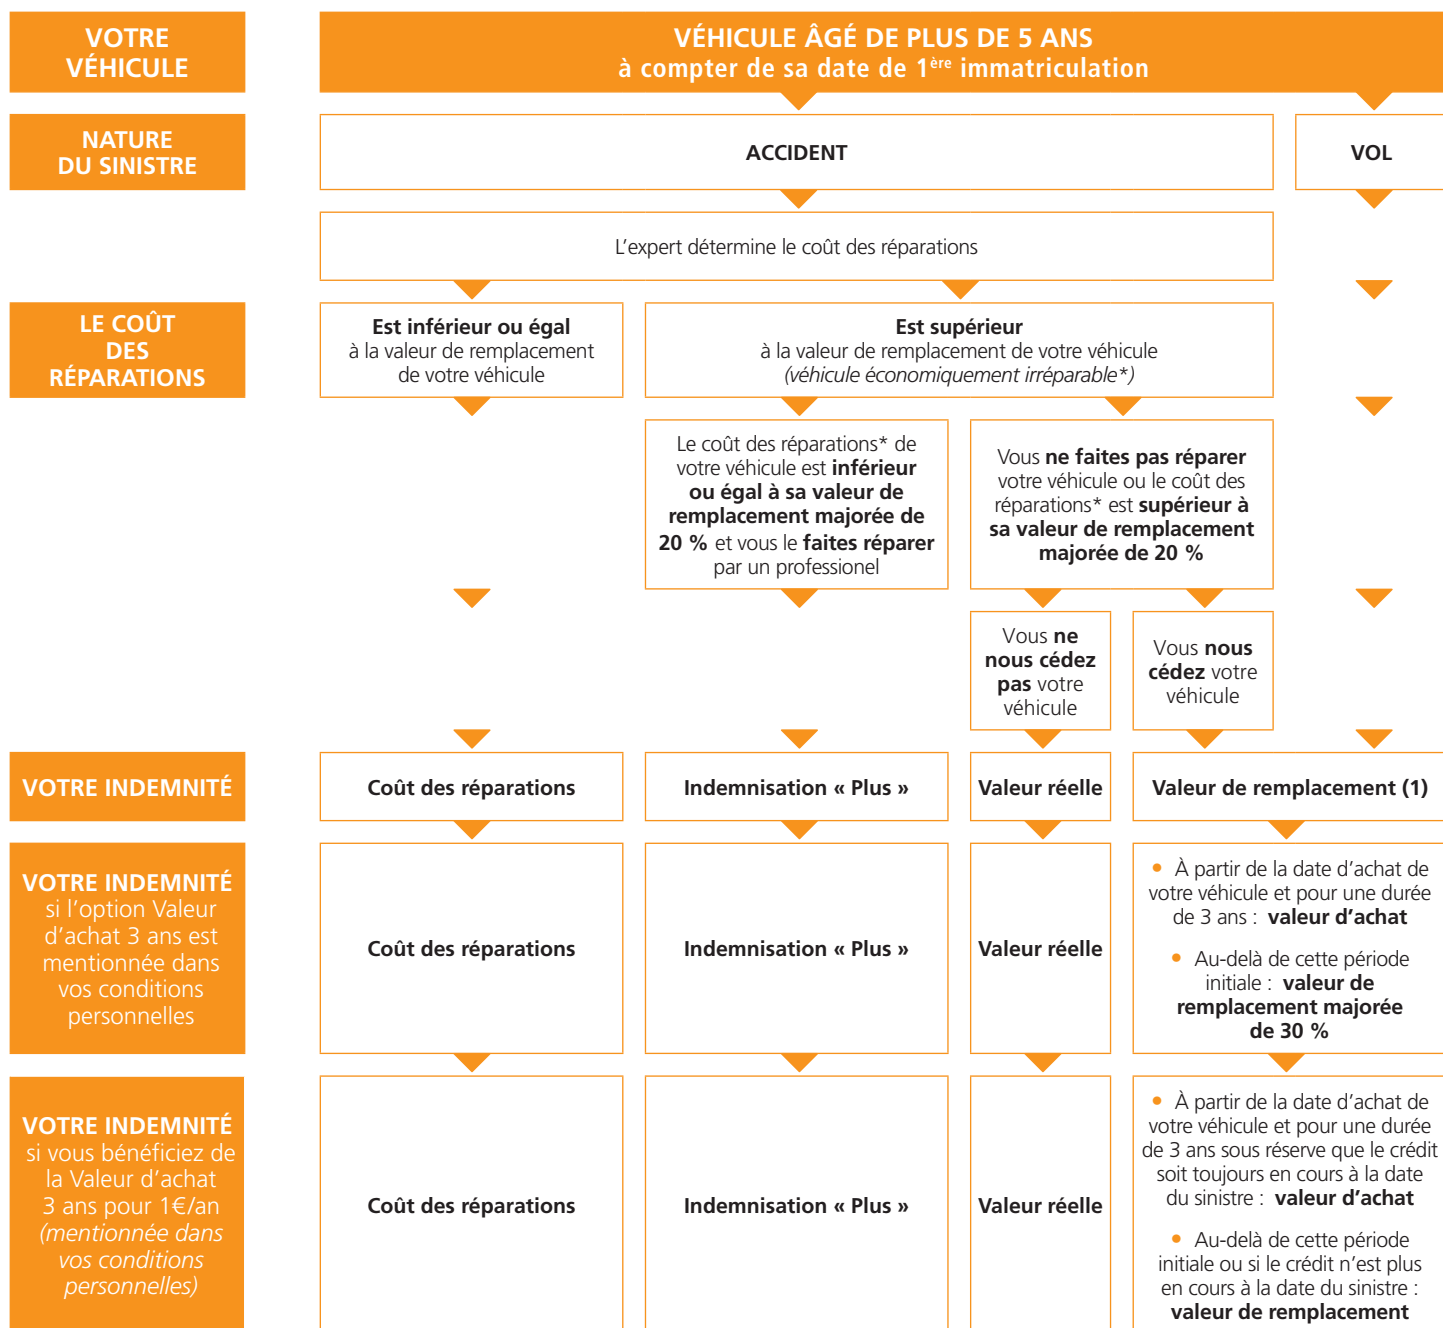 VOTRE
VÉHICULE
VÉHICULE ÂGÉ DE PLUS DE 5 ANS
à compter de sa date de 1ère immatriculation
NATURE
DU SINISTRE
ACCIDENT
VOL
L'expert détermine le coût des réparations
LE COÛT
DES
RÉPARATIONS
Est inférieur ou égal
à la valeur de remplacement
de votre véhicule
Est supérieur
à la valeur de remplacement de votre véhicule
(véhicule économiquement irréparable*)
Le coût des réparations* de
votre véhicule est inférieur
ou égal à sa valeur de
remplacement majorée de
20 % et vous le faites réparer
par un professionel
Vous ne faites pas réparer
votre véhicule ou le coût des
réparations* est supérieur à
sa valeur de remplacement
majorée de 20 %
Vous ne
nous cédez
pas votre
véhicule
Vous nous
cédez votre
véhicule
VOTRE INDEMNITÉ
Coût des réparations
Indemnisation « Plus »
Valeur réelle
Valeur de remplacement (1)
VOTRE INDEMNITÉ
si l'option Valeur
d'achat 3 ans est
mentionnée dans
vos conditions
personnelles
Coût des réparations
Indemnisation « Plus »
Valeur réelle
• À partir de la date d'achat de
votre véhicule et pour une durée
de 3 ans : valeur d'achat
• Au-delà de cette période
initiale : valeur de
remplacement majorée
de 30 %
VOTRE INDEMNITÉ
si vous bénéficiez de
la Valeur d'achat
3 ans pour 1€/an
(mentionnée dans
vos conditions
personnelles)
Coût des réparations
Indemnisation « Plus »
Valeur réelle
• À partir de la date d'achat de
votre véhicule et pour une durée
de 3 ans sous réserve que le crédit
soit toujours en cours à la date
du sinistre : valeur d'achat
• Au-delà de cette période
initiale ou si le crédit n'est plus
en cours à la date du sinistre :
valeur de remplacement